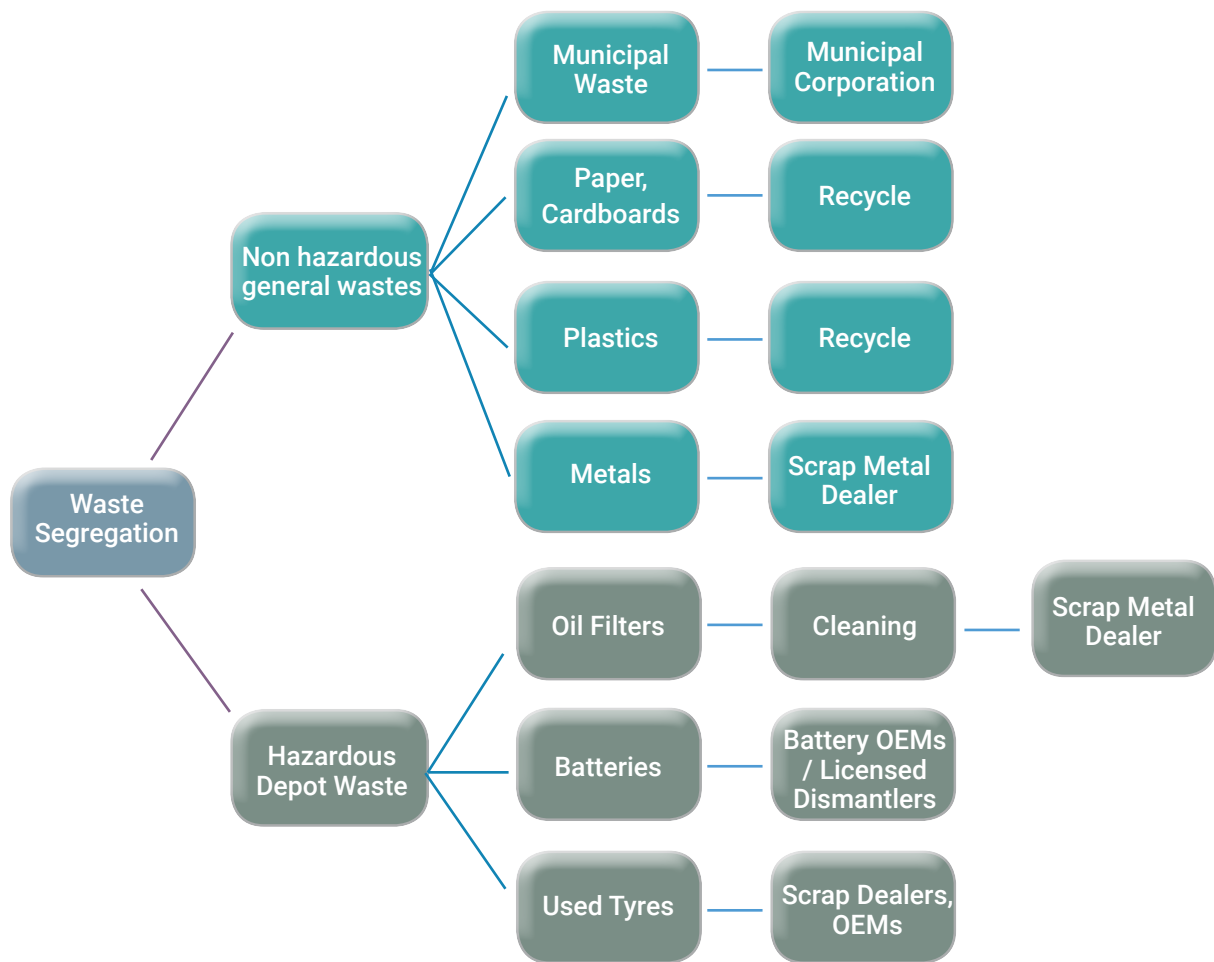 Municipal
Waste
Municipal
Corporation
Paper,
Cardboards
Recycle
Non hazardous
general wastes
Plastics
Recycle
Metals
Scrap Metal
Dealer
Waste
Segregation
Oil Filters
Cleaning
Scrap Metal
Dealer
Hazardous
Depot Waste
Batteries
Battery OEMs
/ Licensed
Dismantlers
Used Tyres
Scrap Dealers,
OEMs